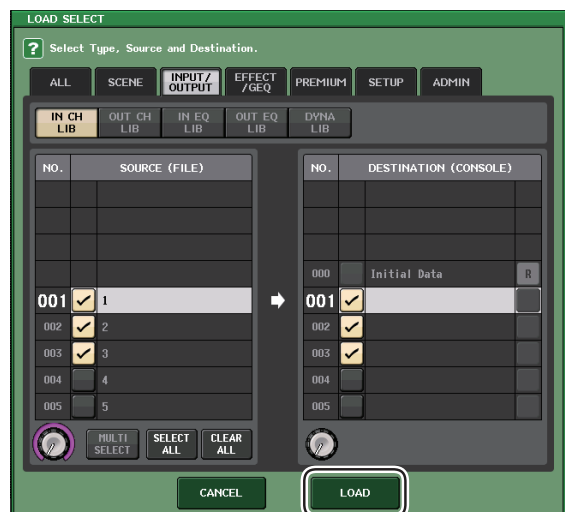 LOAD SELECT
? Select Type, Source and Destination.
ALL SCENE INPUT/ OUTPUT EFFECT /GEQ PREMIUM SETUP ADMIN
IN CH LIB OUT CH LIB IN EQ LIB OUT EQ LIB DYNA LIB
NO. SOURCE (FILE) NO. DESTINATION (CONSOLE)
000 Initial Data R
001 1 001
002 2 002
003 3 003
004 4 004
005 5 005
MULTI SELECT SELECT ALL CLEAR ALL
CANCEL LOAD